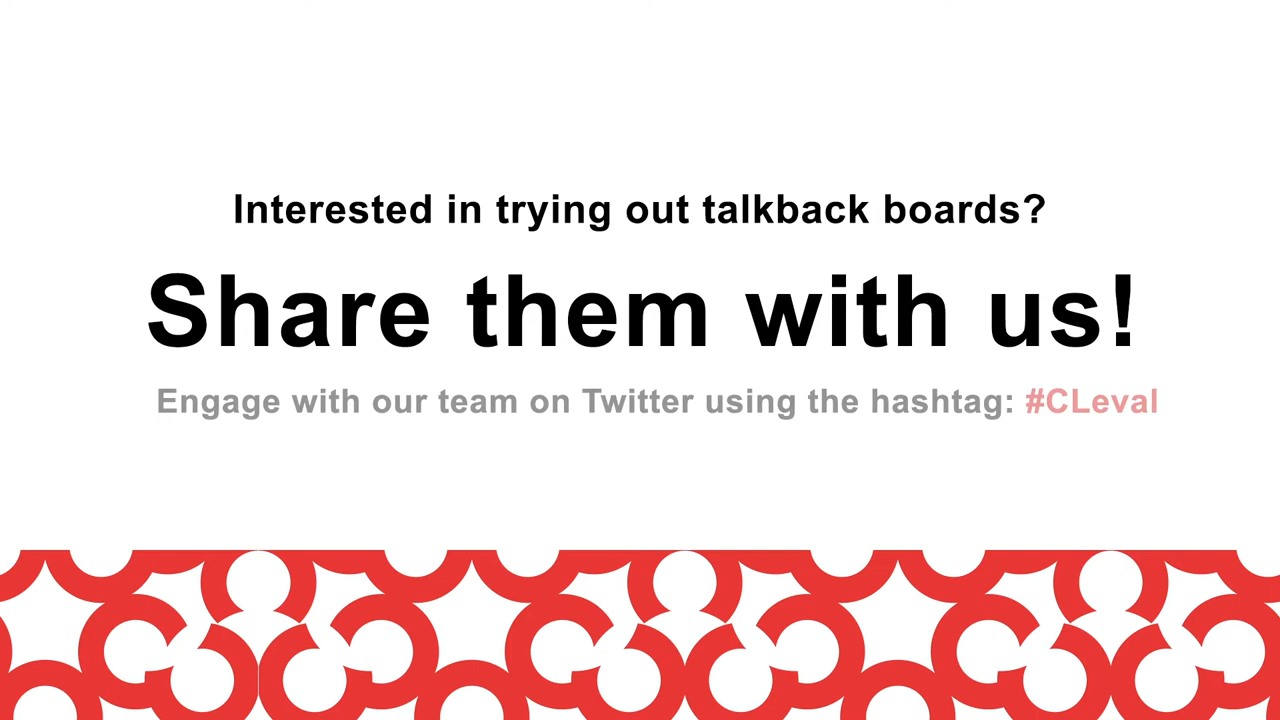 Interested in trying out talkback boards?
Share them with us!
Engage with our team on Twitter using the hashtag: #CLeval